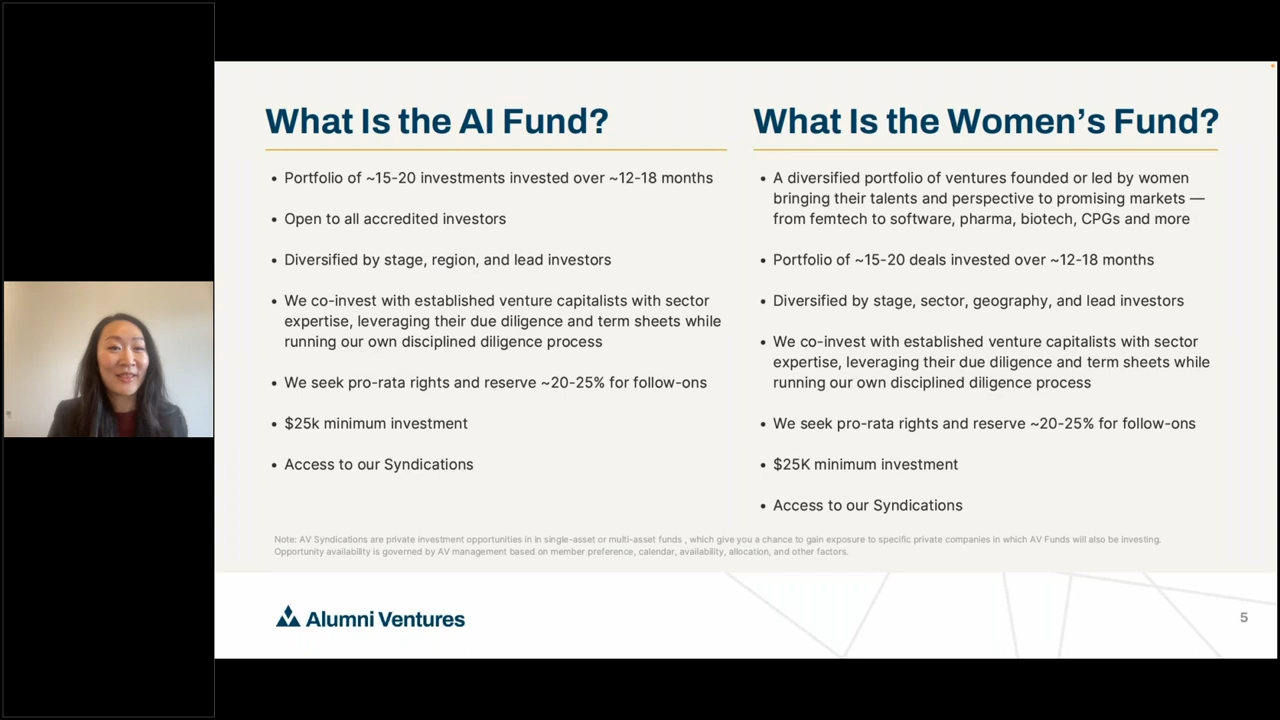 What Is the AI Fund?
• Portfolio of ~15-20 investments invested over ~12-18 months
• Open to all accredited investors
• Diversified by stage, region, and lead investors
• We co-invest with established venture capitalists with sector
expertise, leveraging their due diligence and term sheets while
running our own disciplined diligence process
• We seek pro-rata rights and reserve ~20-25% for follow-ons
• $25k minimum investment
• Access to our Syndications
What Is the Women’s Fund?
• A diversified portfolio of ventures founded or led by women
bringing their talents and perspective to promising markets —
from femtech to software, pharma, biotech, CPGs and more
• Portfolio of ~15-20 deals invested over ~12-18 months
• Diversified by stage, sector, geography, and lead investors
• We co-invest with established venture capitalists with sector
expertise, leveraging their due diligence and term sheets while
running our own disciplined diligence process
• We seek pro-rata rights and reserve ~20-25% for follow-ons
• $25K minimum investment
• Access to our Syndications
Note: AV Syndications are private investment opportunities in in single-asset or multi-asset funds , which give you a chance to gain exposure to specific private companies in which AV Funds will also be investing.
Opportunity availability is governed by AV management based on member preference, calendar, availability, allocation, and other factors.
Alumni Ventures
5